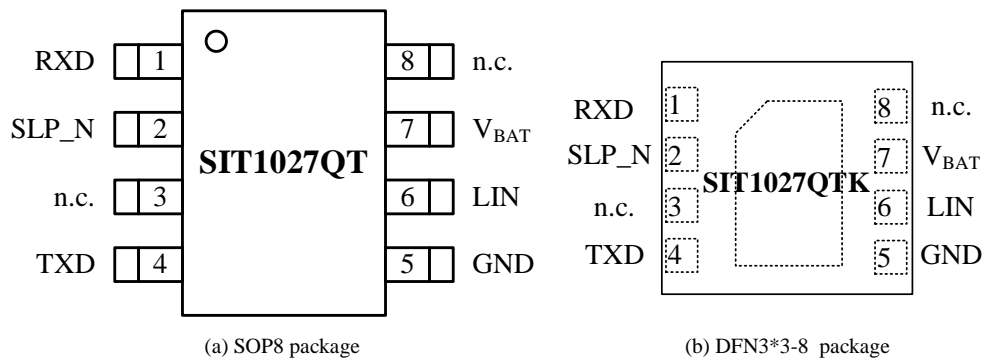 RXD 1 8 n.c.
SLP_N 2 7 VBAT
SIT1027QT
n.c. 3 6 LIN
TXD 4 5 GND
(a) SOP8 package
RXD 1 8 n.c.
SLP_N 2 7 VBAT
SIT1027QTK
n.c. 3 6 LIN
TXD 4 5 GND
(b) DFN3*3-8 package